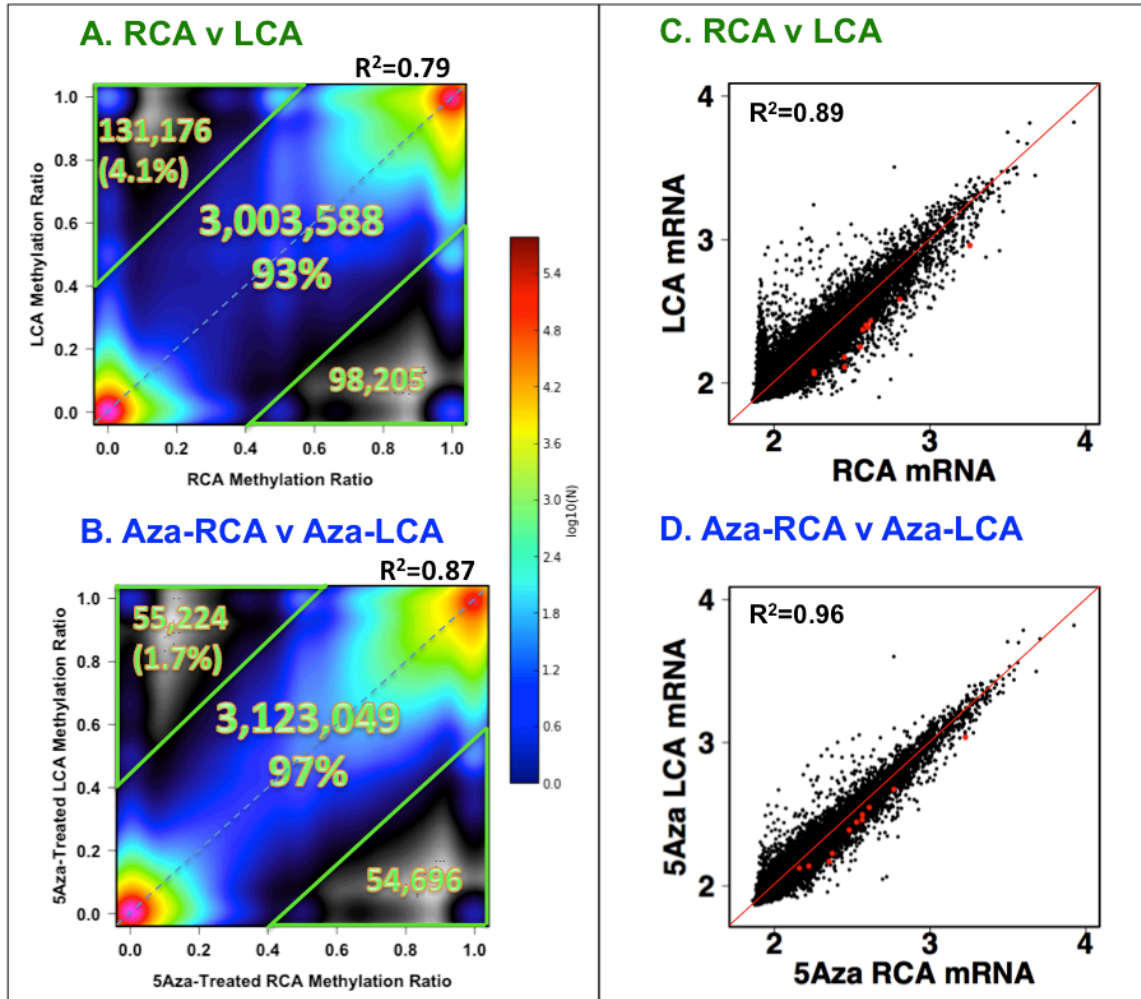 A. RCA v LCA
R²=0.79
1.0
0.8
0.6
0.4
0.2
0.0
LCA Methylation Ratio
131,176
(4.1%)
3,003,588
93%
98,205
0.0 0.2 0.4 0.6 0.8 1.0
RCA Methylation Ratio
B. Aza-RCA v Aza-LCA
R²=0.87
1.0
0.8
0.6
0.4
0.2
0.0
5Aza-Treated LCA Methylation Ratio
55,224
(1.7%)
3,123,049
97%
54,696
0.0 0.2 0.4 0.6 0.8 1.0
5Aza-Treated RCA Methylation Ratio
5.4
4.8
4.2
3.6
3.0
2.4
1.8
1.2
0.6
0.0
log10(N)
C. RCA v LCA
R²=0.89
4
3
2
LCA mRNA
2 3 4
RCA mRNA
D. Aza-RCA v Aza-LCA
R²=0.96
4
3
2
5Aza LCA mRNA
2 3 4
5Aza RCA mRNA